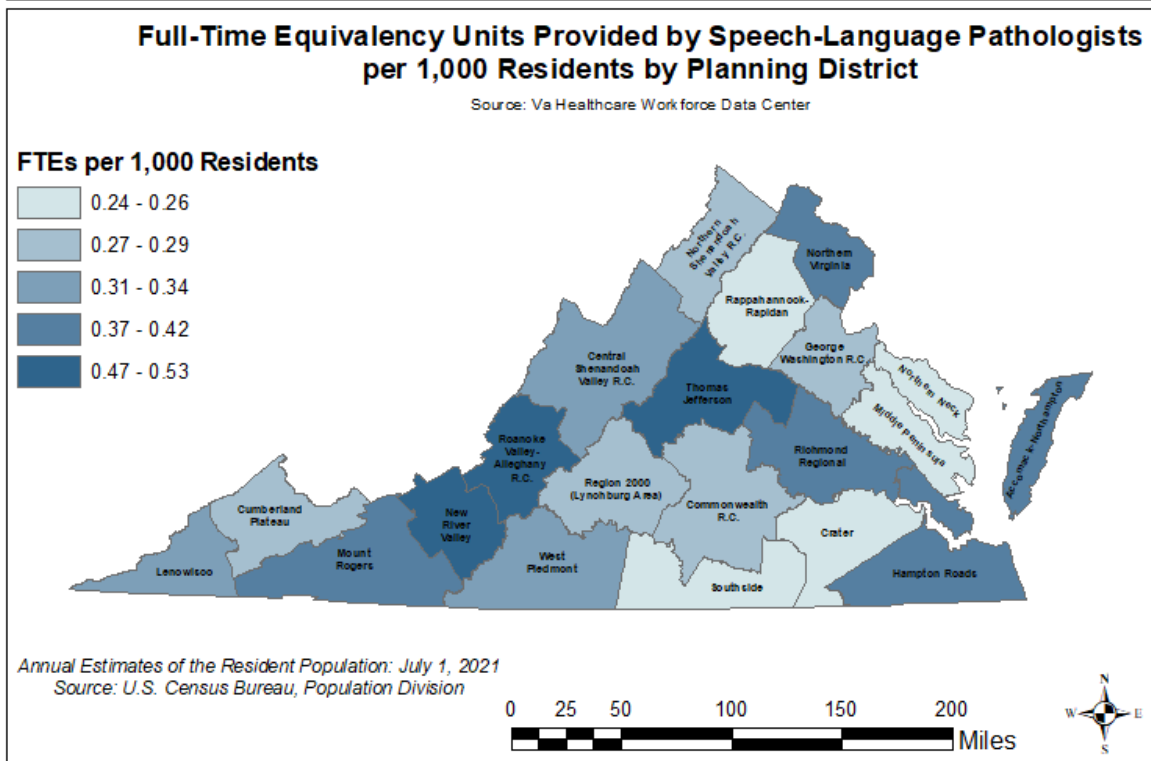 Full-Time Equivalency Units Provided by Speech-Language Pathologists
per 1,000 Residents by Planning District
Source: Va Healthcare Workforce Data Center
FTEs per 1,000 Residents
0.24 - 0.26
0.27 - 0.29
0.31 - 0.34
0.37 - 0.42
0.47 - 0.53
Northern
Shenandoah
Valley R.C.
Northern
Virginia
Rappahannook-
Rapidan
George
Washington R.C.
Northern Neck
Central
Shenandoah
Valley R.C.
Thomas
Jefferson
Middle Peninsula
Accomack-Northampton
Roanoke
Valley-
Alleghany
R.C.
Richmond
Regional
Region 2000
(Lynchburg Area)
Commonwealth
R.C.
Cumberland
Plateau
New
River
Valley
Crater
Mount
Rogers
West
Piedmont
Lenowisoo
Southside
Hampton Roads
Annual Estimates of the Resident Population: July 1, 2021
Source: U.S. Census Bureau, Population Division
0 25 50 100 150 200
Miles
N
W E
S